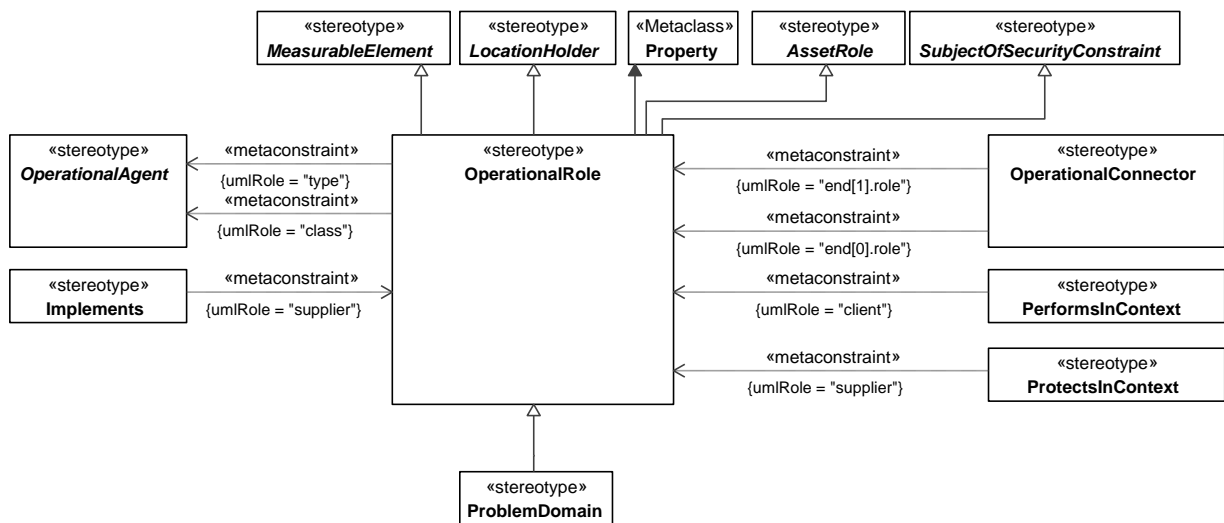 «stereotype»
MeasurableElement
«stereotype»
LocationHolder
«Metaclass»
Property
«stereotype»
AssetRole
«stereotype»
SubjectOfSecurityConstraint
«stereotype»
OperationalAgent
«metaconstraint»
{umlRole = "type"}
«metaconstraint»
{umlRole = "class"}
«stereotype»
OperationalRole
«metaconstraint»
{umlRole = "end[1].role"}
«metaconstraint»
{umlRole = "end[0].role"}
«stereotype»
OperationalConnector
«stereotype»
Implements
«metaconstraint»
{umlRole = "supplier"}
«metaconstraint»
{umlRole = "client"}
«stereotype»
PerformsInContext
«metaconstraint»
{umlRole = "supplier"}
«stereotype»
ProtectsInContext
«stereotype»
ProblemDomain